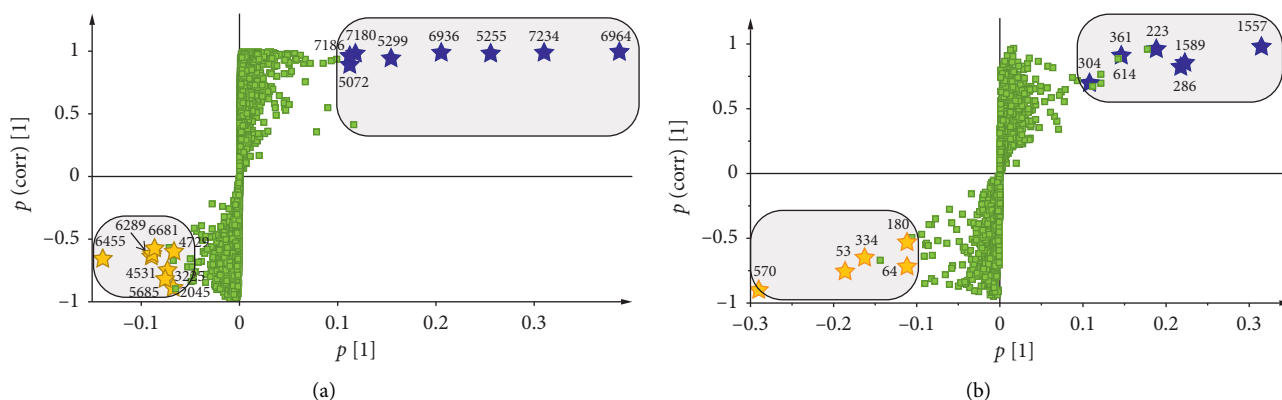 7180 5299 6936 5255 7234 6964
7186
5072
1
0.5
0
−0.5
−1
p (corr) [1]
6289 6681
6455 4729
4531 3225
5685 2045
−0.1 0 0.1 0.2 0.3
p [1]
(a)
361 223 1557
1589
304
614
286
1
0.5
0
−0.5
−1
p (corr) [1]
180
53 334
64
570
−0.3 −0.2 −0.1 0 0.1 0.2 0.3
p [1]
(b)